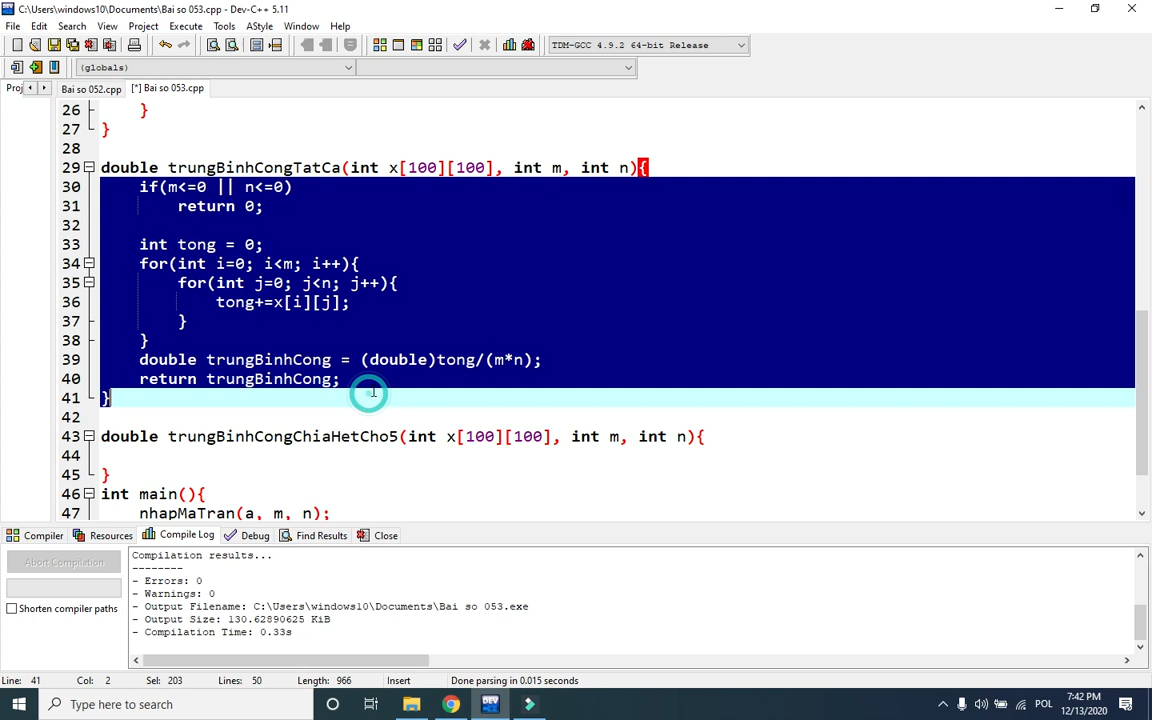 C:\Users\windows10\Documents\Bai so 053.cpp - Dev-C++ 5.11
File Edit Search View Project Execute Tools AStyle Window Help
TDM-GCC 4.9.2 64-bit Release
(globals)
Proj Bai so 052.cpp [*] Bai so 053.cpp
26 }
27 }
28
29 double trungBinhCongTatCa(int x[100][100], int m, int n){
30 if(m<=0 || n<=0)
31 return 0;
32
33 int tong = 0;
34 for(int i=0; i<m; i++){
35 for(int j=0; j<n; j++){
36 tong+=x[i][j];
37 }
38 }
39 double trungBinhCong = (double)tong/(m*n);
40 return trungBinhCong;
41 }
42
43 double trungBinhCongChiaHetCho5(int x[100][100], int m, int n){
44
45 }
46 int main(){
47 nhapMaTran(a, m, n);
Compiler Resources Compile Log Debug Find Results Close
Abort Compilation
Shorten compiler paths
Compilation results...
--------
- Errors: 0
- Warnings: 0
- Output Filename: C:\Users\windows10\Documents\Bai so 053.exe
- Output Size: 130.62890625 KiB
- Compilation Time: 0.33s
Line: 41 Col: 2 Sel: 203 Lines: 50 Length: 966 Insert Done parsing in 0.015 seconds
Type here to search
DEV
POL
7:42 PM
12/13/2020